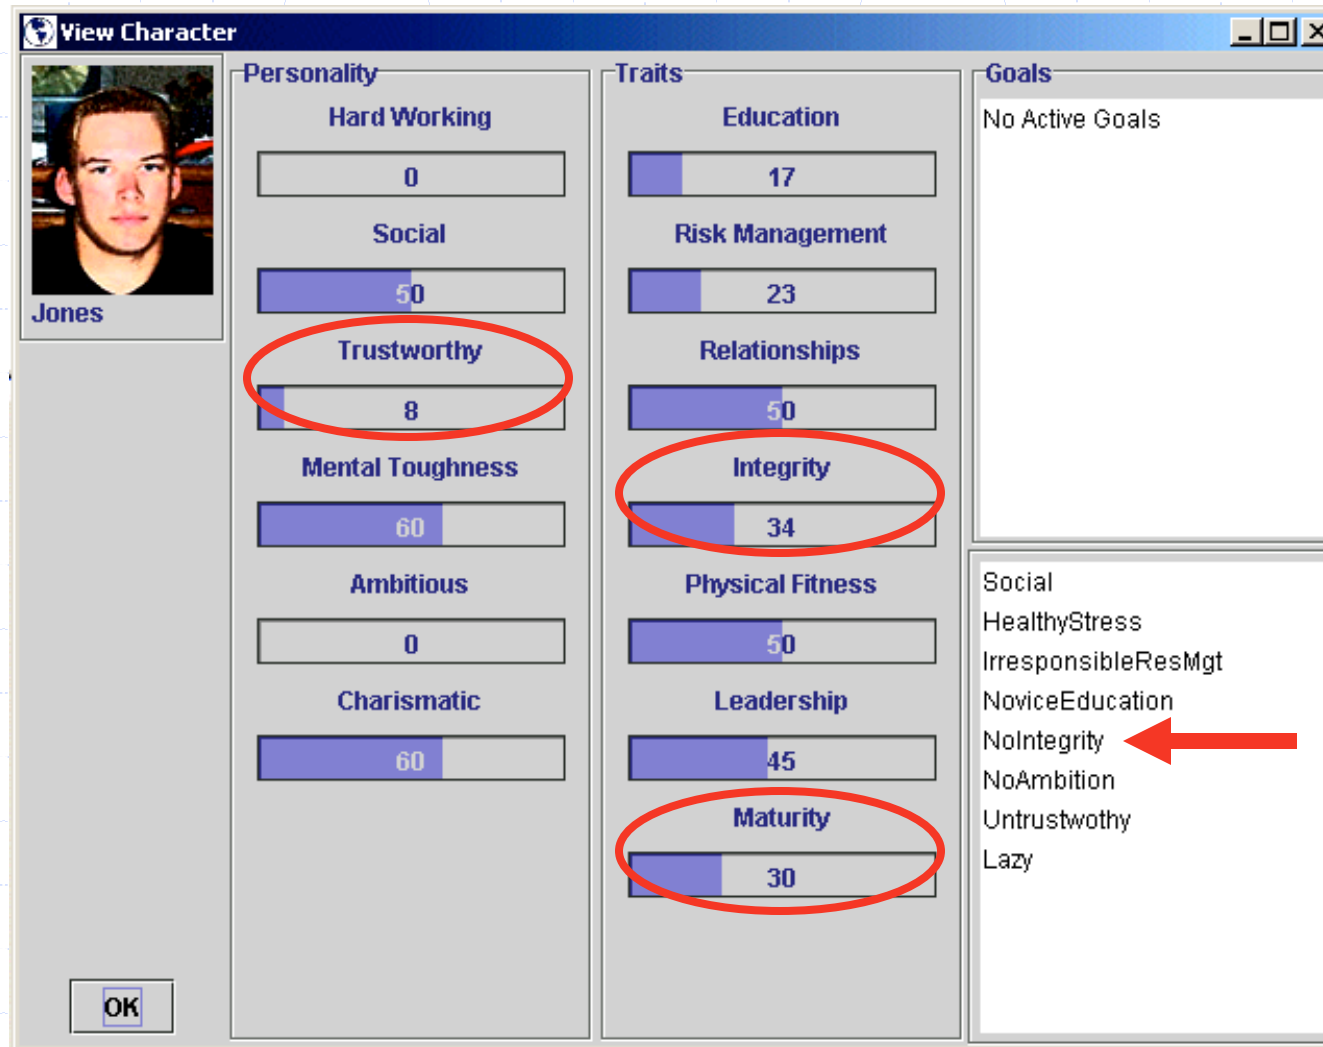 View Character
Jones
OK
Personality
Hard Working
0
Social
50
Trustworthy
8
Mental Toughness
60
Ambitious
0
Charismatic
60
Traits
Education
17
Risk Management
23
Relationships
50
Integrity
34
Physical Fitness
50
Leadership
45
Maturity
30
Goals
No Active Goals
Social
HealthyStress
IrresponsibleResMgt
NoviceEducation
NoIntegrity
NoAmbition
Untrustwothy
Lazy